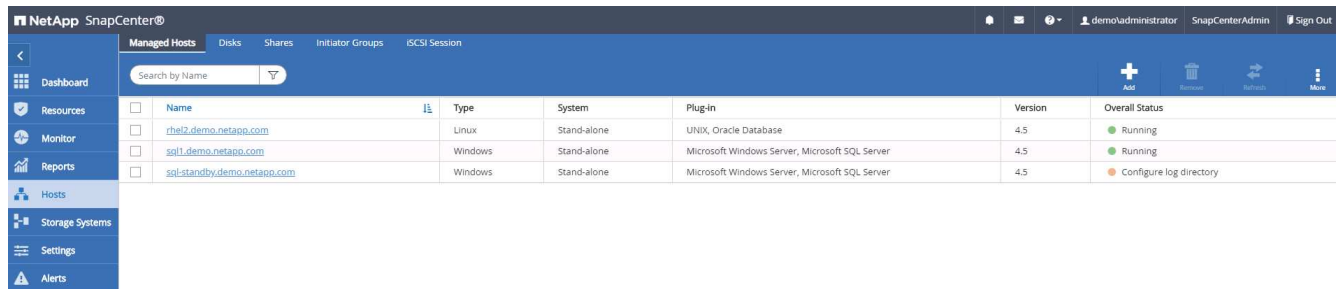 NetApp SnapCenter®
demo\administrator SnapCenterAdmin Sign Out
Managed Hosts Disks Shares Initiator Groups iSCSI Session
Search by Name
Add Remove Refresh More
Dashboard
Resources
Monitor
Reports
Hosts
Storage Systems
Settings
Alerts
Name Type System Plug-in Version Overall Status
rhel2.demo.netapp.com Linux Stand-alone UNIX, Oracle Database 4.5 Running
sql1.demo.netapp.com Windows Stand-alone Microsoft Windows Server, Microsoft SQL Server 4.5 Running
sql-standby.demo.netapp.com Windows Stand-alone Microsoft Windows Server, Microsoft SQL Server 4.5 Configure log directory